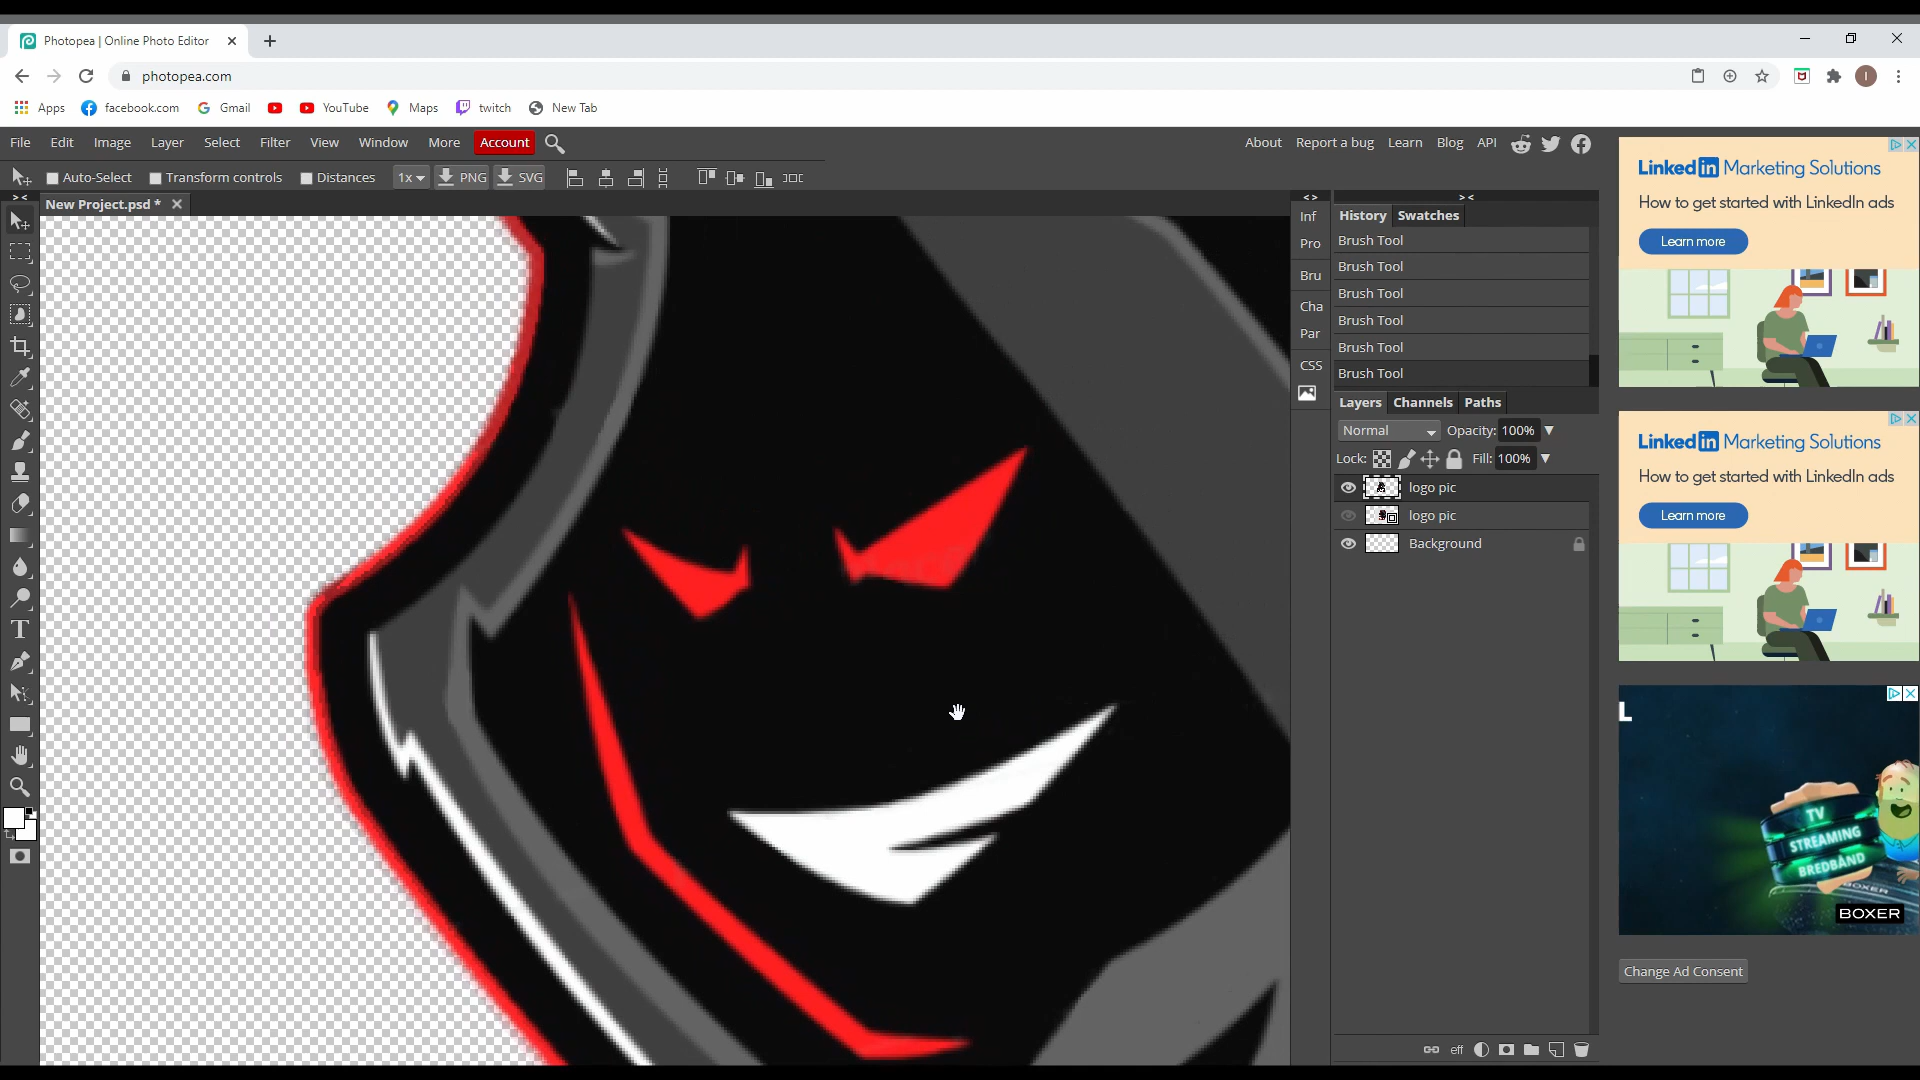 Photopea | Online Photo Editor
photopea.com
Apps facebook.com Gmail YouTube Maps twitch New Tab
File Edit Image Layer Select Filter View Window More Account
About Report a bug Learn Blog API
Auto-Select Transform controls Distances 1x PNG SVG
New Project.psd *
Inf
Pro
Bru
Cha
Par
CSS
History Swatches
Brush Tool
Brush Tool
Brush Tool
Brush Tool
Brush Tool
Brush Tool
Layers Channels Paths
Normal Opacity: 100%
Lock: Fill: 100%
logo pic
logo pic
Background
eff
Linked in Marketing Solutions
How to get started with LinkedIn ads
Learn more
Linked in Marketing Solutions
How to get started with LinkedIn ads
Learn more
L
TV
STREAMING
BREDBÅND
BOXER
BOXER
Change Ad Consent